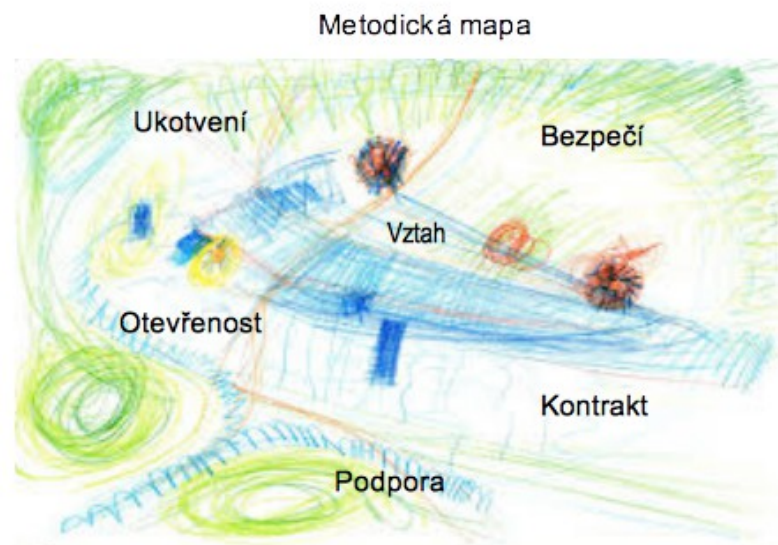 Metodická mapa
Ukotvení
Bezpečí
Vztah
Otevřenost
Kontrakt
Podpora